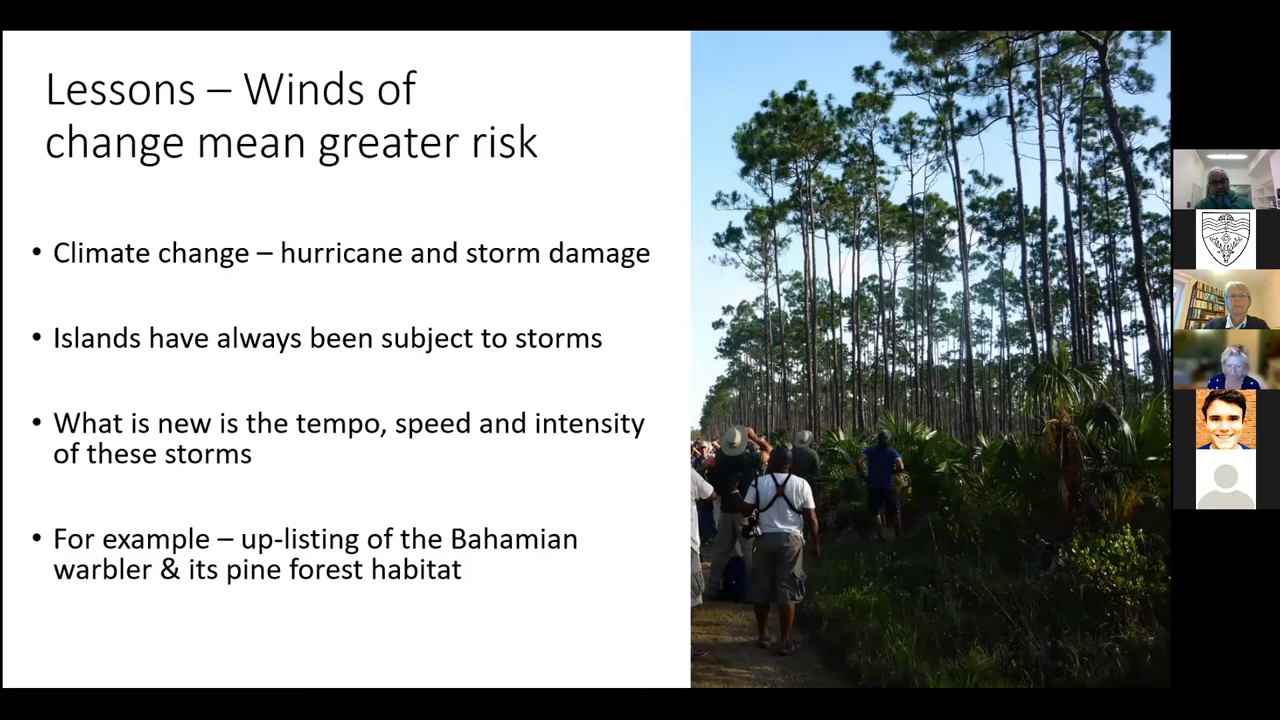 Lessons – Winds of
change mean greater risk
• Climate change – hurricane and storm damage
• Islands have always been subject to storms
• What is new is the tempo, speed and intensity
of these storms
• For example – up-listing of the Bahamian
warbler & its pine forest habitat